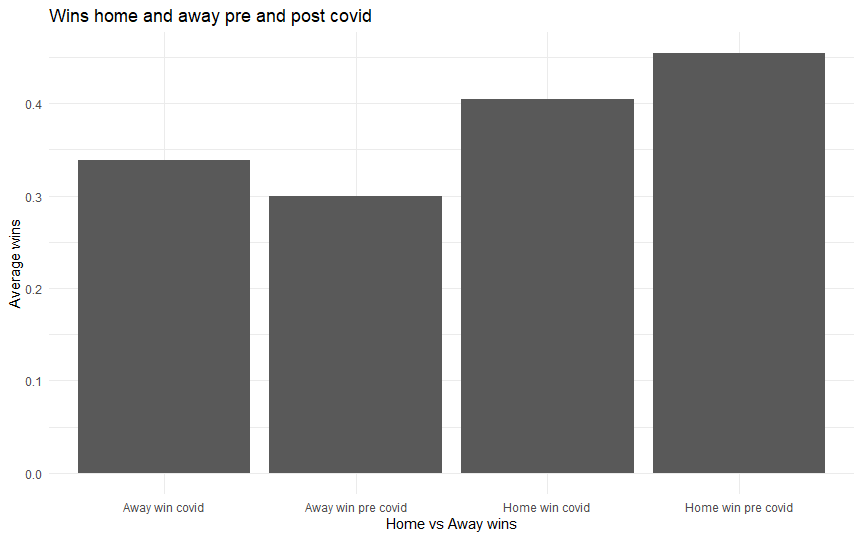 Wins home and away pre and post covid
Average wins
0.4
0.3
0.2
0.1
0.0
Away win covid
Away win pre covid
Home win covid
Home win pre covid
Home vs Away wins